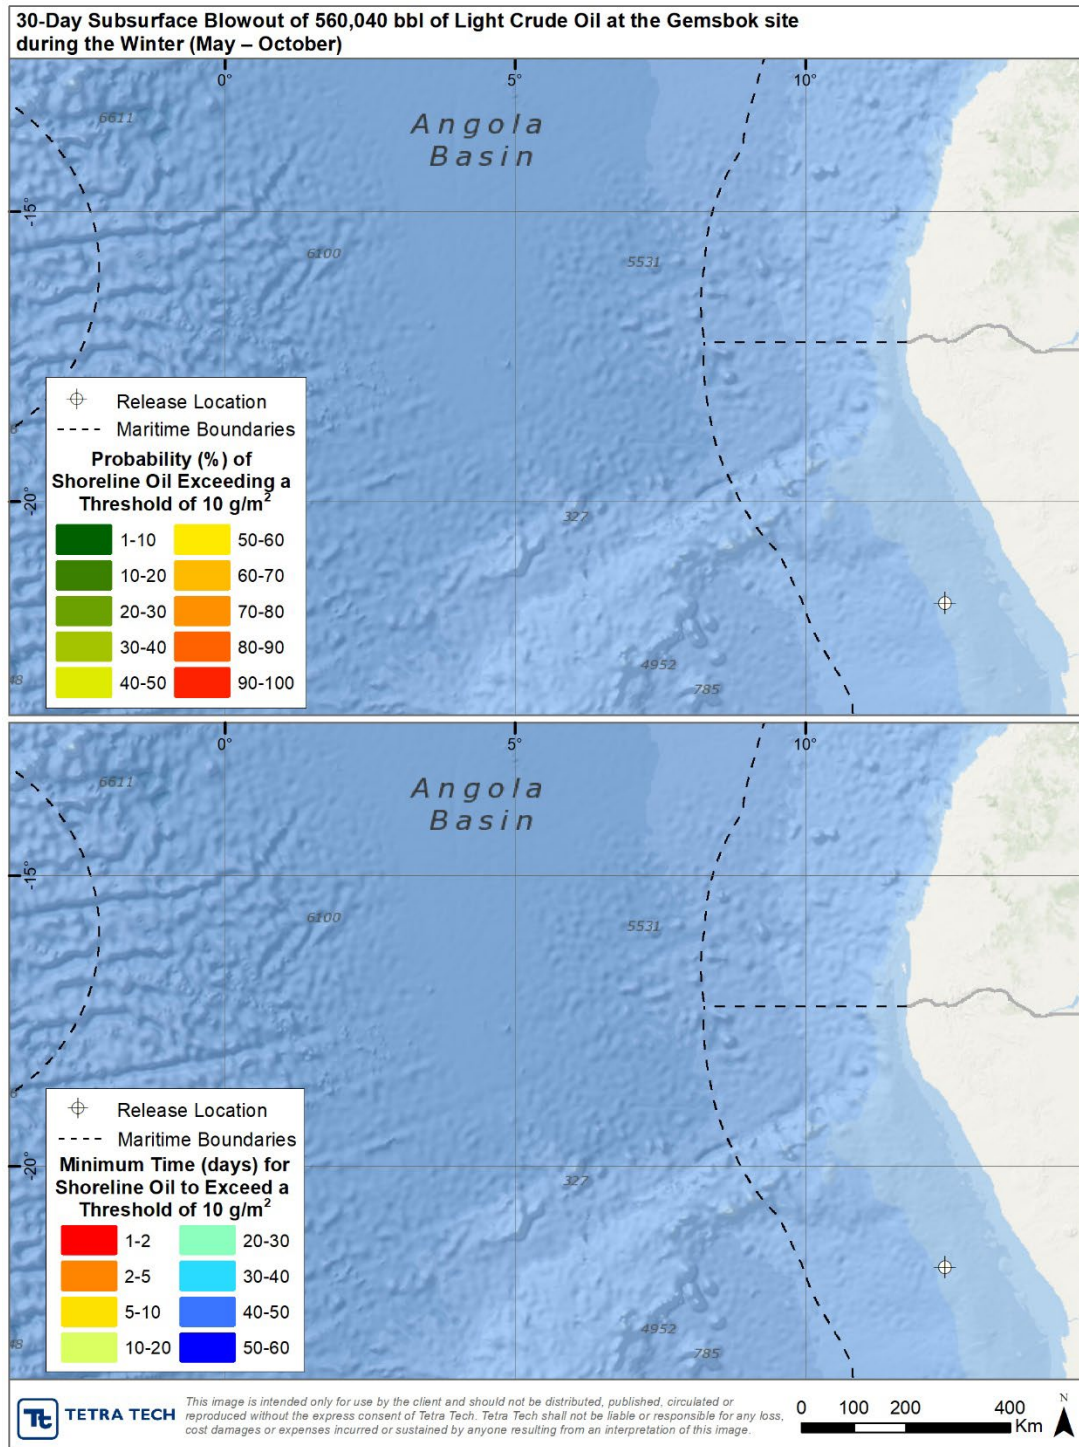 30-Day Subsurface Blowout of 560,040 bbl of Light Crude Oil at the Gemsbok site
during the Winter (May – October)
0°
5°
10°
6611
Angola
Basin
-15°
6100
5531
Release Location
Maritime Boundaries
Probability (%) of
Shoreline Oil Exceeding a
Threshold of 10 g/m²
1-10
50-60
10-20
60-70
20-30
70-80
30-40
80-90
40-50
90-100
-20°
327
4952
785
48
0°
5°
10°
6611
Angola
Basin
-15°
6100
5531
Release Location
Maritime Boundaries
Minimum Time (days) for
Shoreline Oil to Exceed a
Threshold of 10 g/m²
1-2
20-30
2-5
30-40
5-10
40-50
10-20
50-60
-20°
327
4952
785
48
Tt TETRA TECH
This image is intended only for use by the client and should not be distributed, published, circulated or
reproduced without the express consent of Tetra Tech. Tetra Tech shall not be liable or responsible for any loss,
cost damages or expenses incurred or sustained by anyone resulting from an interpretation of this image.
0 100 200 400
Km
N